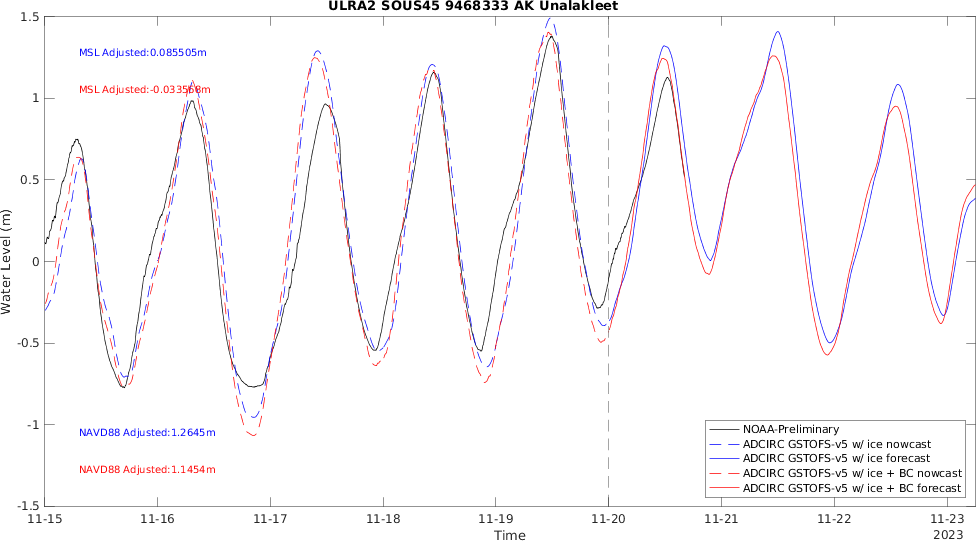 ULRA2 SOUS45 9468333 AK Unalakleet
1.5
MSL Adjusted:0.085505m
MSL Adjusted:-0.033568m
1
0.5
Water Level (m)
0
-0.5
-1
NAVD88 Adjusted:1.2645m
NAVD88 Adjusted:1.1454m
-1.5
NOAA-Preliminary
ADCIRC GSTOFS-v5 w/ ice nowcast
ADCIRC GSTOFS-v5 w/ ice forecast
ADCIRC GSTOFS-v5 w/ ice + BC nowcast
ADCIRC GSTOFS-v5 w/ ice + BC forecast
11-15 11-16 11-17 11-18 11-19 11-20 11-21 11-22 11-23
Time
2023